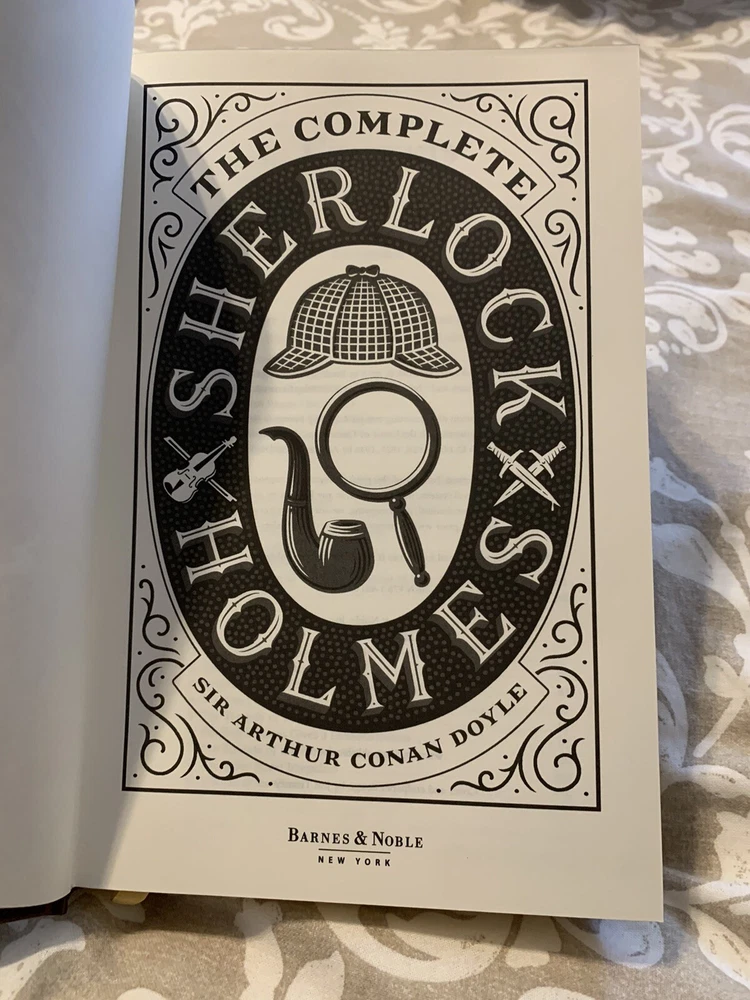 THE COMPLETE
SHERLOCK
HOLMES
SIR ARTHUR CONAN DOYLE
BARNES & NOBLE
NEW YORK